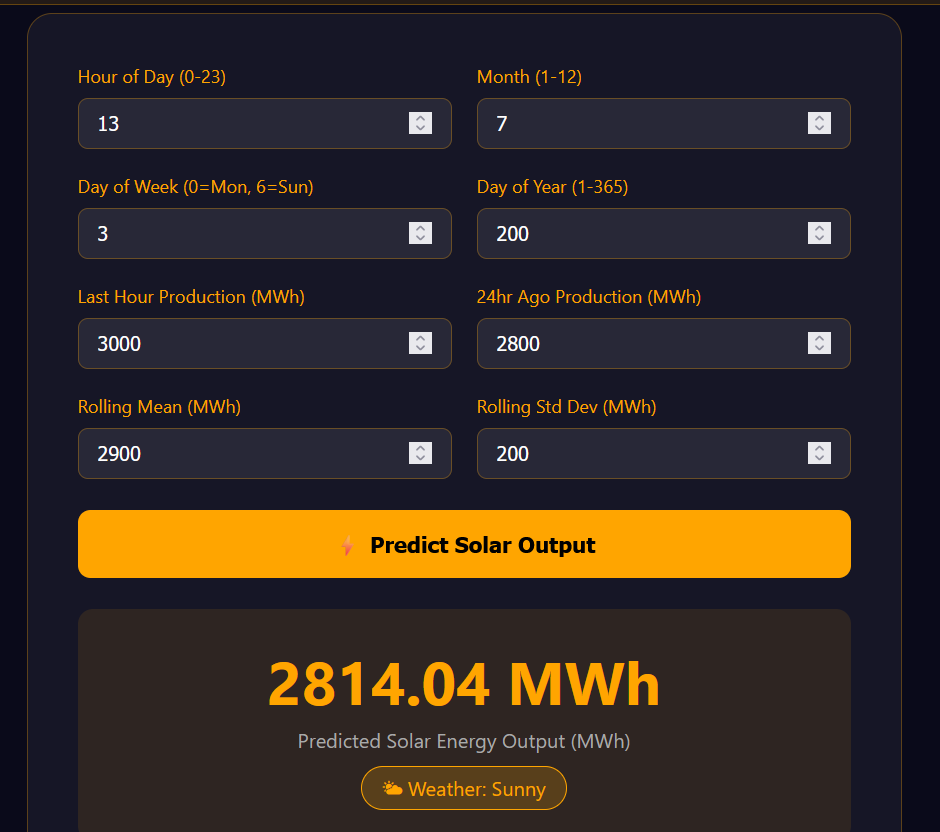 Hour of Day (0-23) Month (1-12)
13 7
Day of Week (0=Mon, 6=Sun) Day of Year (1-365)
3 200
Last Hour Production (MWh) 24hr Ago Production (MWh)
3000 2800
Rolling Mean (MWh) Rolling Std Dev (MWh)
2900 200
⚡ Predict Solar Output
2814.04 MWh
Predicted Solar Energy Output (MWh)
🌤️ Weather: Sunny